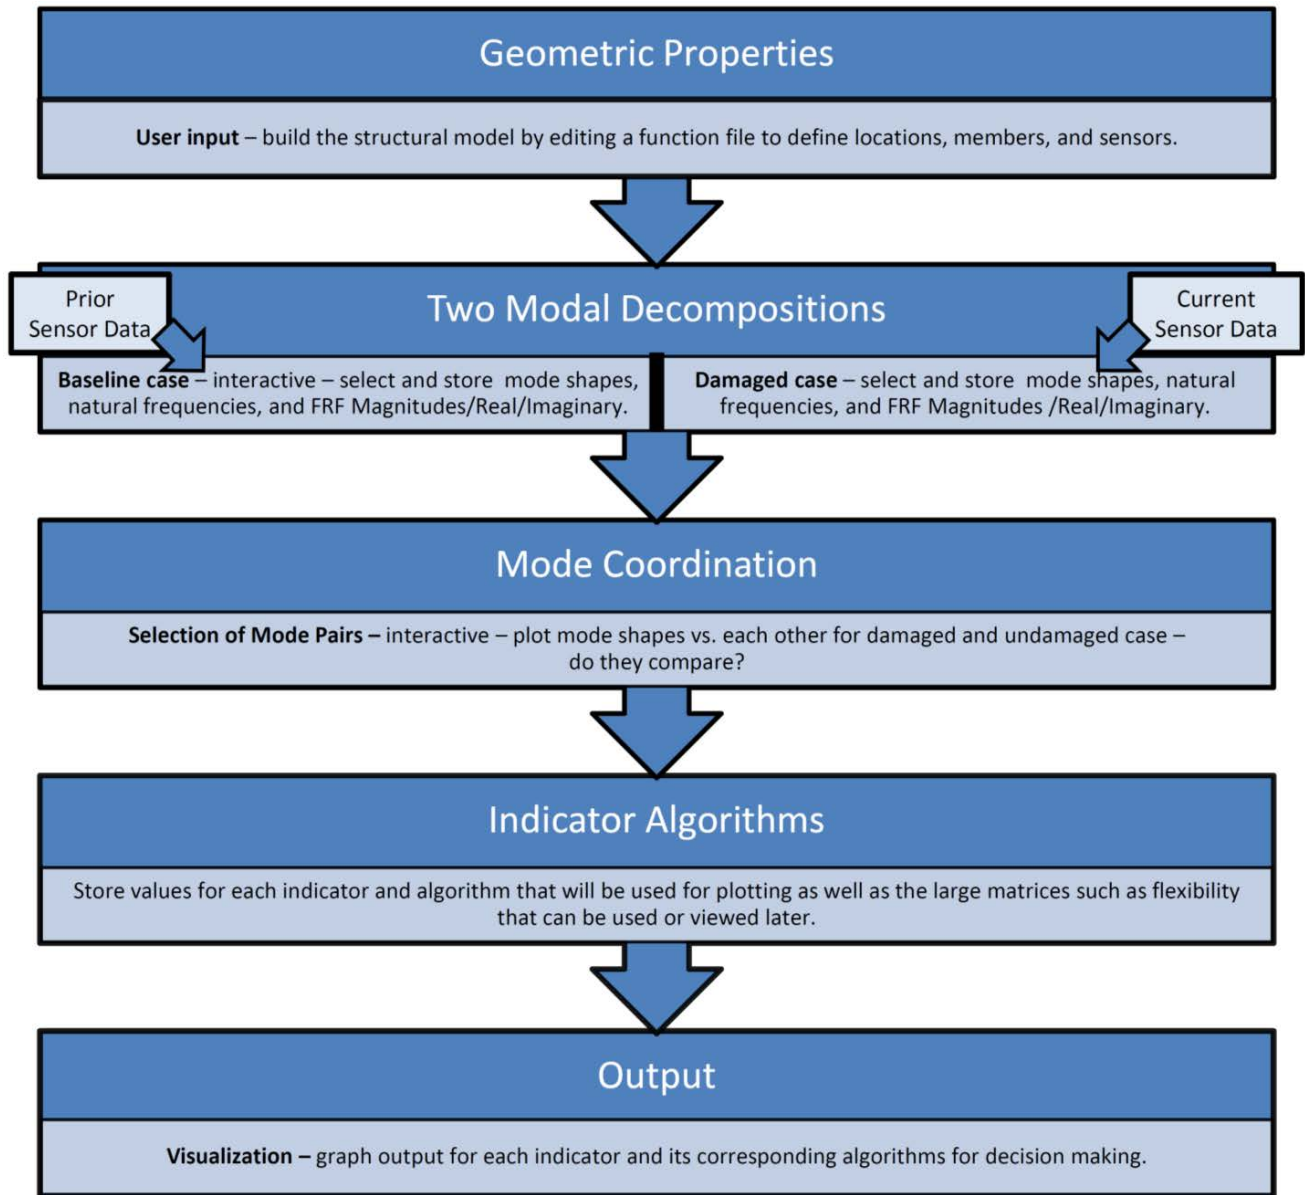 Geometric Properties
User input – build the structural model by editing a function file to define locations, members, and sensors.
Prior
Sensor Data
Two Modal Decompositions
Current
Sensor Data
Baseline case – interactive – select and store mode shapes,
natural frequencies, and FRF Magnitudes/Real/Imaginary.
Damaged case – select and store mode shapes, natural
frequencies, and FRF Magnitudes /Real/Imaginary.
Mode Coordination
Selection of Mode Pairs – interactive – plot mode shapes vs. each other for damaged and undamaged case –
do they compare?
Indicator Algorithms
Store values for each indicator and algorithm that will be used for plotting as well as the large matrices such as flexibility
that can be used or viewed later.
Output
Visualization – graph output for each indicator and its corresponding algorithms for decision making.